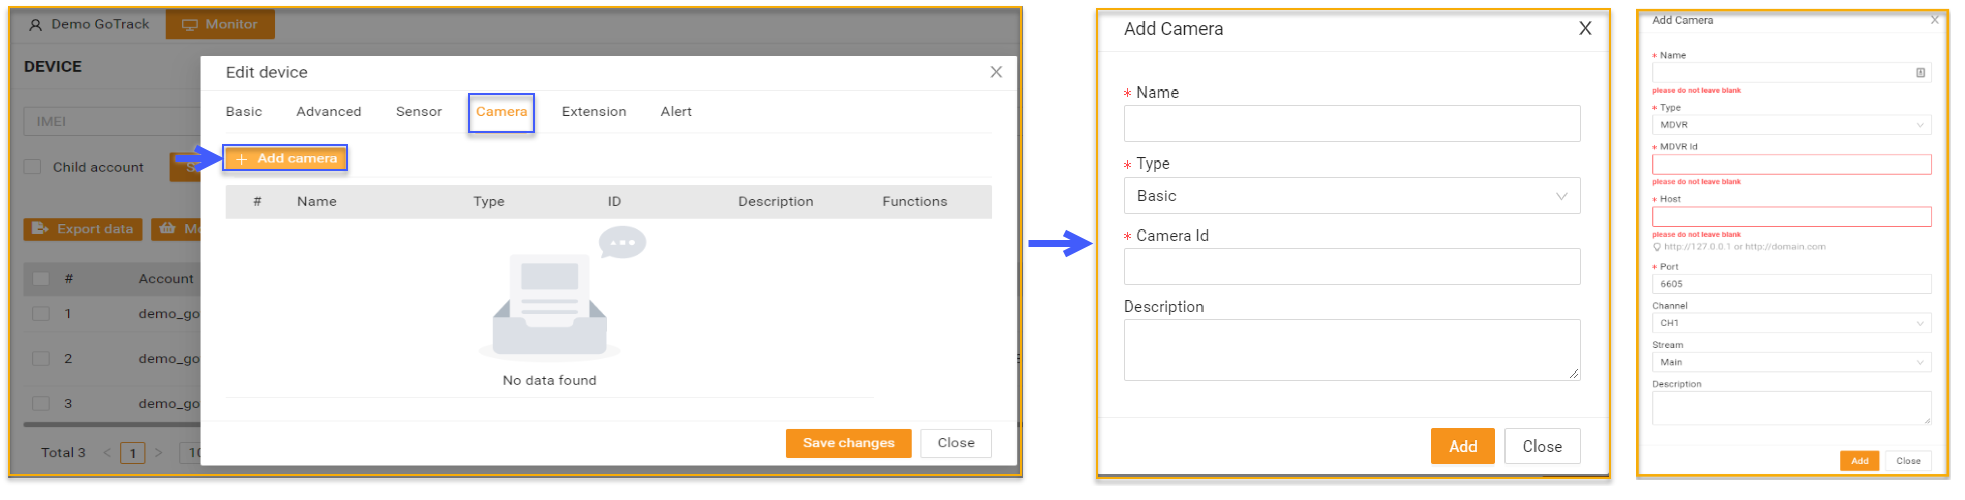 Demo GoTrack
Monitor
DEVICE
IMEI
Child account
Export data
# Account
1 demo_go
2 demo_go
3 demo_go
Total 3 < 1 >
Edit device X
Basic Advanced Sensor Camera Extension Alert
+ Add camera
# Name Type ID Description Functions
No data found
Save changes Close
Add Camera X
* Name
* Type
Basic
* Camera Id
Description
Add Close
Add Camera X
* Name
please do not leave blank
* Type
MDVR
* MDVR Id
please do not leave blank
* Host
please do not leave blank
http://127.0.0.1 or http://domain.com
* Port
6605
Channel
CH1
Stream
Main
Description
Add Close